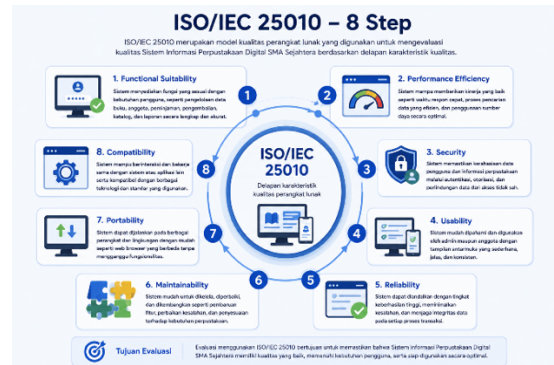 ISO/IEC 25010 – 8 Step
ISO/IEC 25010 merupakan model kualitas perangkat lunak yang digunakan untuk mengevaluasi
kualitas Sistem Informasi Perpustakaan Digital SMA Sejahtera berdasarkan delapan karakteristik kualitas.
1. Functional Suitability
Sistem menyediakan fungsi yang sesuai dengan
kebutuhan pengguna, seperti pengelolaan data
buku, anggota, peminjaman, pengembalian,
katalog, dan laporan secara lengkap dan akurat.
1
2
2. Performance Efficiency
Sistem mampu memberikan kinerja yang baik
seperti waktu respon cepat, proses pencarian
data yang efisien, dan penggunaan sumber
daya secara optimal.
8. Compatibility
Sistem mampu berinteraksi dan bekerja
sama dengan sistem atau aplikasi lain
serta kompatibel dengan berbagai
teknologi dan standar yang digunakan.
8
ISO/IEC
25010
Delapan karakteristik
kualitas perangkat lunak
3
3. Security
Sistem memastikan kerahasiaan data
pengguna dan informasi perpustakaan
melalui autentikasi, otorisasi, dan
perlindungan data dari akses tidak sah.
7. Portability
Sistem dapat dijalankan pada berbagai
perangkat dan lingkungan dengan mudah
seperti web browser yang berbeda tanpa
mengganggu fungsionalitas.
7
4
4. Usability
Sistem mudah dipahami dan digunakan
oleh admin maupun anggota dengan
tampilan antarmuka yang sederhana,
jelas, dan konsisten.
6. Maintainability
Sistem mudah untuk dikelola, diperbaiki,
dan dikembangkan seperti pembaruan
fitur, perbaikan kesalahan, dan penyesuaian
terhadap kebutuhan perpustakaan.
6
5
5. Reliability
Sistem dapat diandalkan dengan tingkat
keberhasilan tinggi, meminimalkan
kesalahan, dan menjaga integritas data
pada setiap proses transaksi.
Tujuan Evaluasi
Evaluasi menggunakan ISO/IEC 25010 bertujuan untuk memastikan bahwa Sistem Informasi Perpustakaan Digital
SMA Sejahtera memiliki kualitas yang baik, memenuhi kebutuhan pengguna, serta siap digunakan secara optimal.